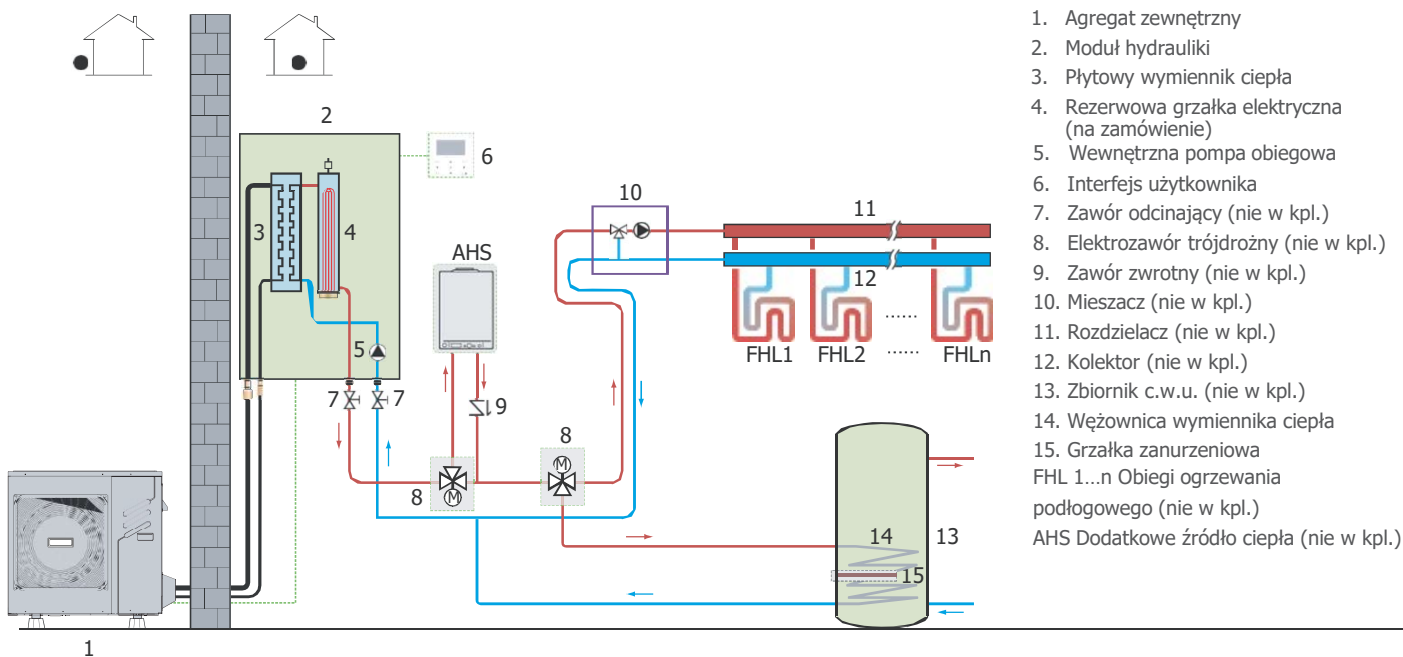 2
6
3
4
5
7
7
AHS
9
8
8
10
11
12
......
FHL1
FHL2
......
FHLn
M
M
14
13
15
1
1. Agregat zewnętrzny
2. Moduł hydrauliki
3. Płytowy wymiennik ciepła
4. Rezerwowa grzałka elektryczna
(na zamówienie)
5. Wewnętrzna pompa obiegowa
6. Interfejs użytkownika
7. Zawór odcinający (nie w kpl.)
8. Elektrozawór trójdrożny (nie w kpl.)
9. Zawór zwrotny (nie w kpl.)
10. Mieszacz (nie w kpl.)
11. Rozdzielacz (nie w kpl.)
12. Kolektor (nie w kpl.)
13. Zbiornik c.w.u. (nie w kpl.)
14. Wężownica wymiennika ciepła
15. Grzałka zanurzeniowa
FHL 1...n Obiegi ogrzewania
podłogowego (nie w kpl.)
AHS Dodatkowe źródło ciepła (nie w kpl.)